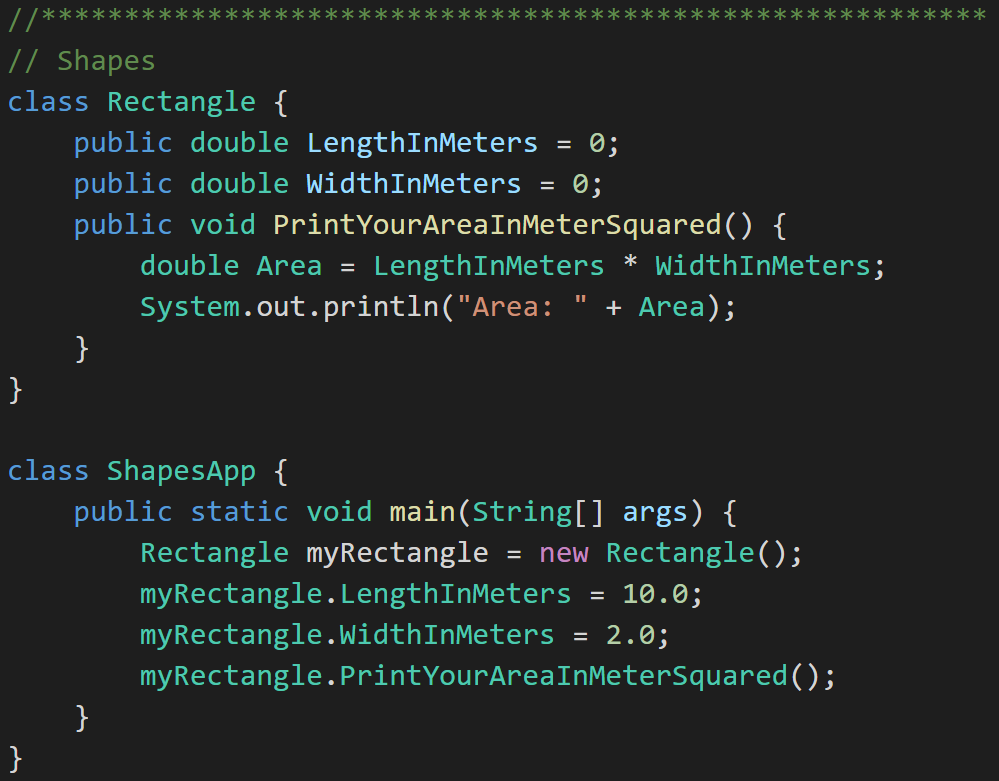 //*********************************************************
// Shapes
class Rectangle {
    public double LengthInMeters = 0;
    public double WidthInMeters = 0;
    public void PrintYourAreaInMeterSquared() {
        double Area = LengthInMeters * WidthInMeters;
        System.out.println("Area: " + Area);
    }
}

class ShapesApp {
    public static void main(String[] args) {
        Rectangle myRectangle = new Rectangle();
        myRectangle.LengthInMeters = 10.0;
        myRectangle.WidthInMeters = 2.0;
        myRectangle.PrintYourAreaInMeterSquared();
    }
}